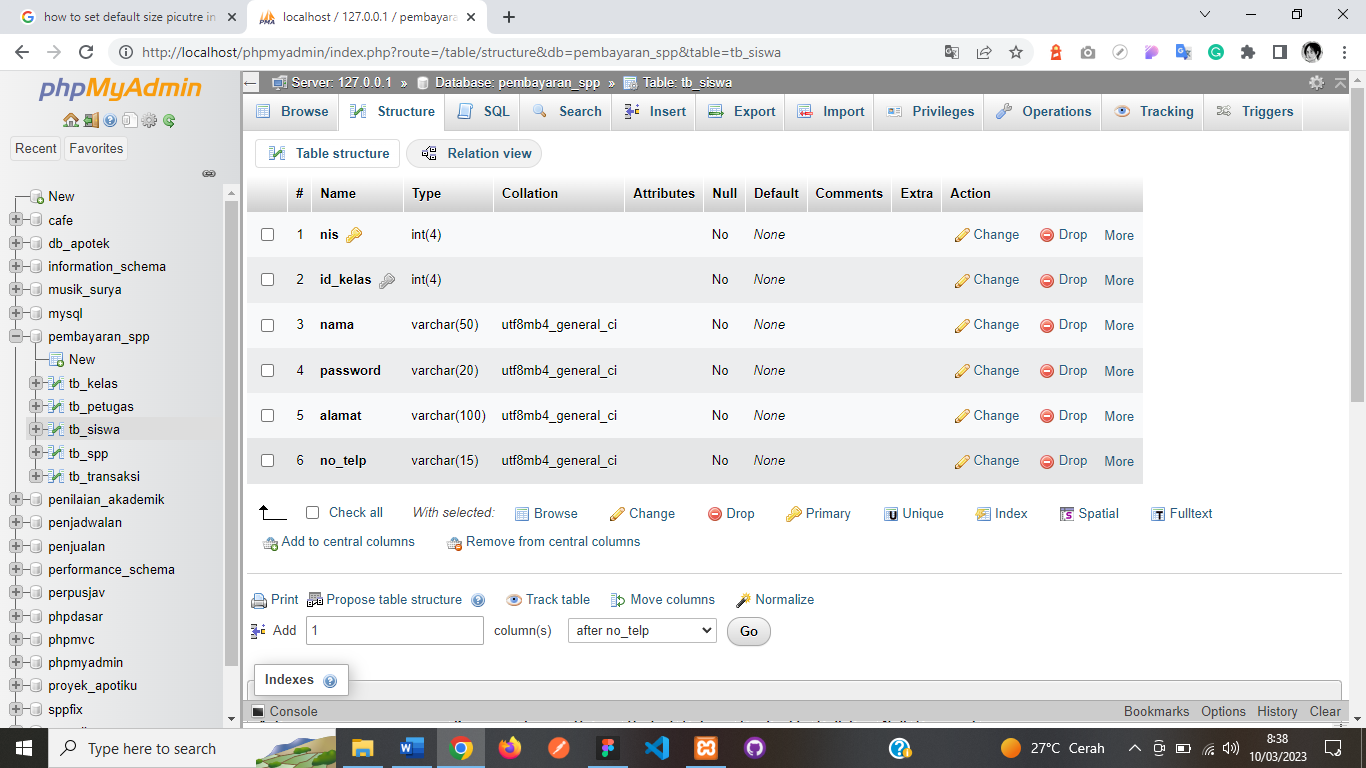 how to set default size picutre in
localhost / 127.0.0.1 / pembayara
http://localhost/phpmyadmin/index.php?route=/table/structure&db=pembayaran_spp&table=tb_siswa
phpMyAdmin
Recent Favorites
New
cafe
db_apotek
information_schema
musik_surya
mysql
pembayaran_spp
New
tb_kelas
tb_petugas
tb_siswa
tb_spp
tb_transaksi
penilaian_akademik
penjadwalan
penjualan
performance_schema
perpusjav
phpdasar
phpmvc
phpmyadmin
proyek_apotiku
sppfix
Server: 127.0.0.1 » Database: pembayaran_spp » Table: tb_siswa
Browse Structure SQL Search Insert Export Import Privileges Operations Tracking Triggers
Table structure Relation view
# Name Type Collation Attributes Null Default Comments Extra Action
1 nis int(4) No None Change Drop More
2 id_kelas int(4) No None Change Drop More
3 nama varchar(50) utf8mb4_general_ci No None Change Drop More
4 password varchar(20) utf8mb4_general_ci No None Change Drop More
5 alamat varchar(100) utf8mb4_general_ci No None Change Drop More
6 no_telp varchar(15) utf8mb4_general_ci No None Change Drop More
Check all With selected: Browse Change Drop Primary Unique Index Spatial Fulltext
Add to central columns Remove from central columns
Print Propose table structure Track table Move columns Normalize
Add 1 column(s) after no_telp Go
Indexes
Console Bookmarks Options History Clear
Type here to search
27°C Cerah
8:38
10/03/2023